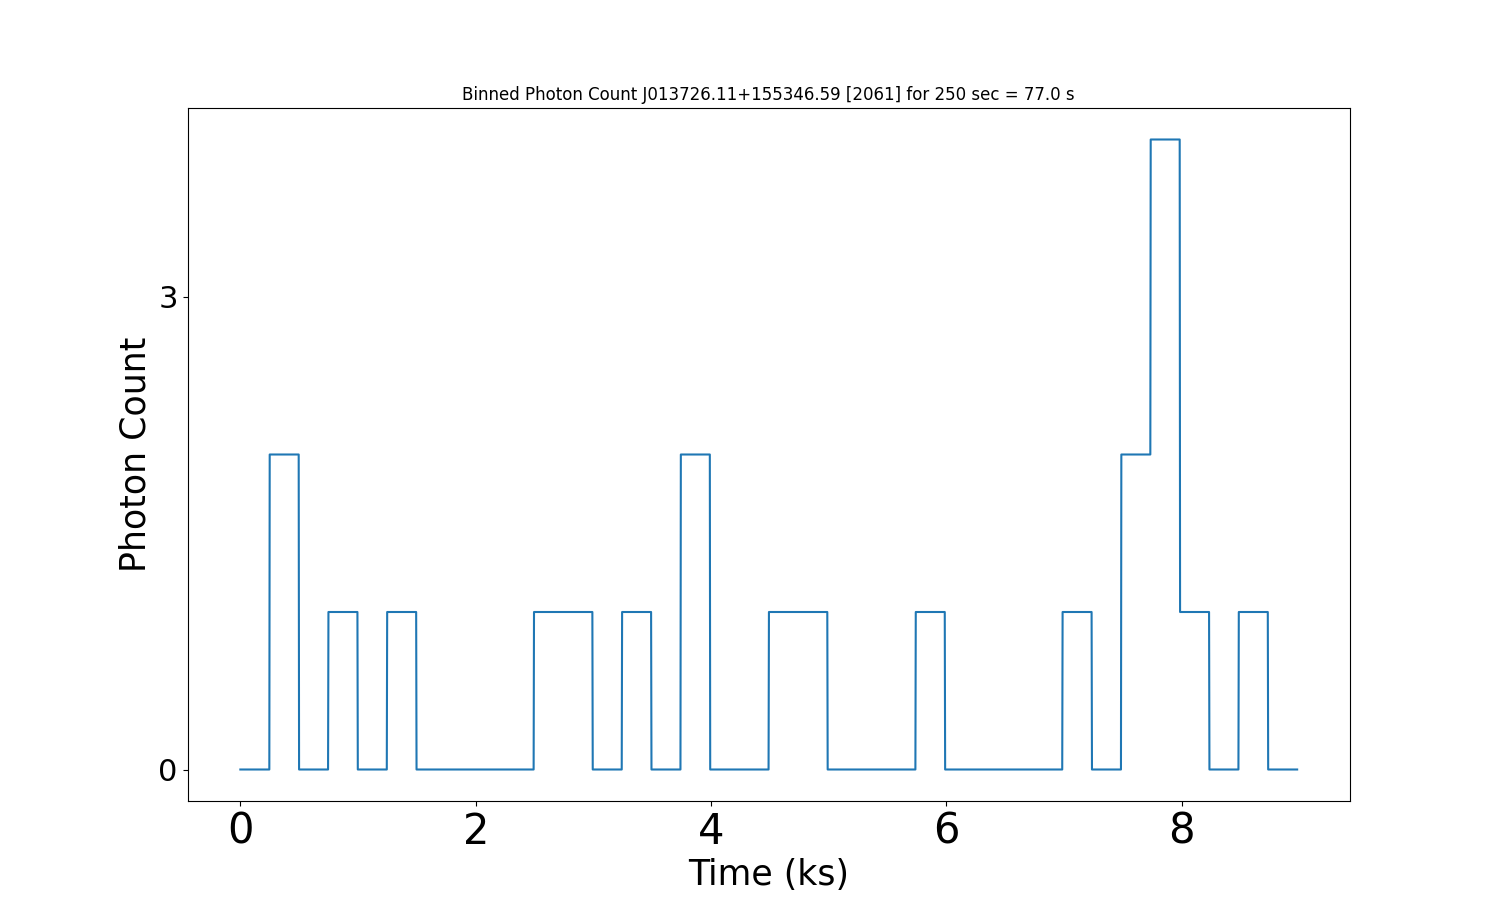 Binned Photon Count J013726.11+155346.59 [2061] for 250 sec = 77.0 s
Photon Count
3
0
0 2 4 6 8
Time (ks)